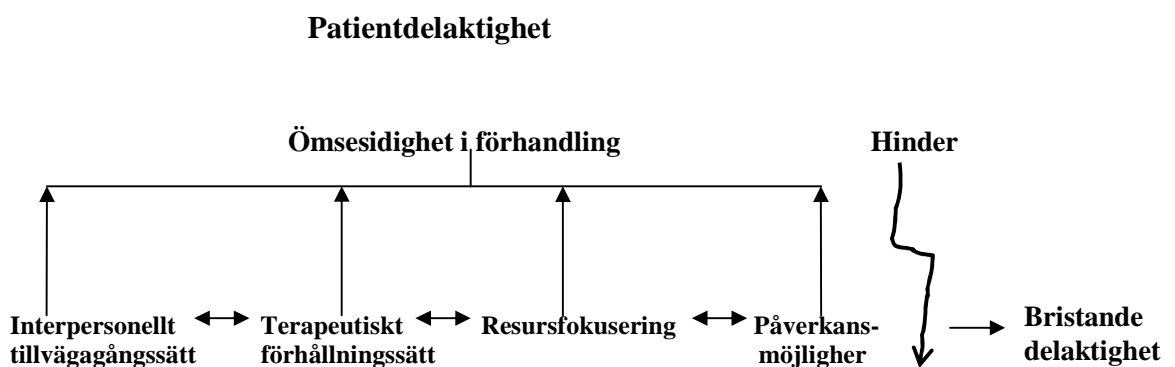 Patientdelaktighet
Ömsesidighet i förhandling
Hinder
Interpersonellt
tillvägagångssätt
Terapeutiskt
förhållningssätt
Resursfokusering
Påverkans-
möjligher
Bristande
delaktighet